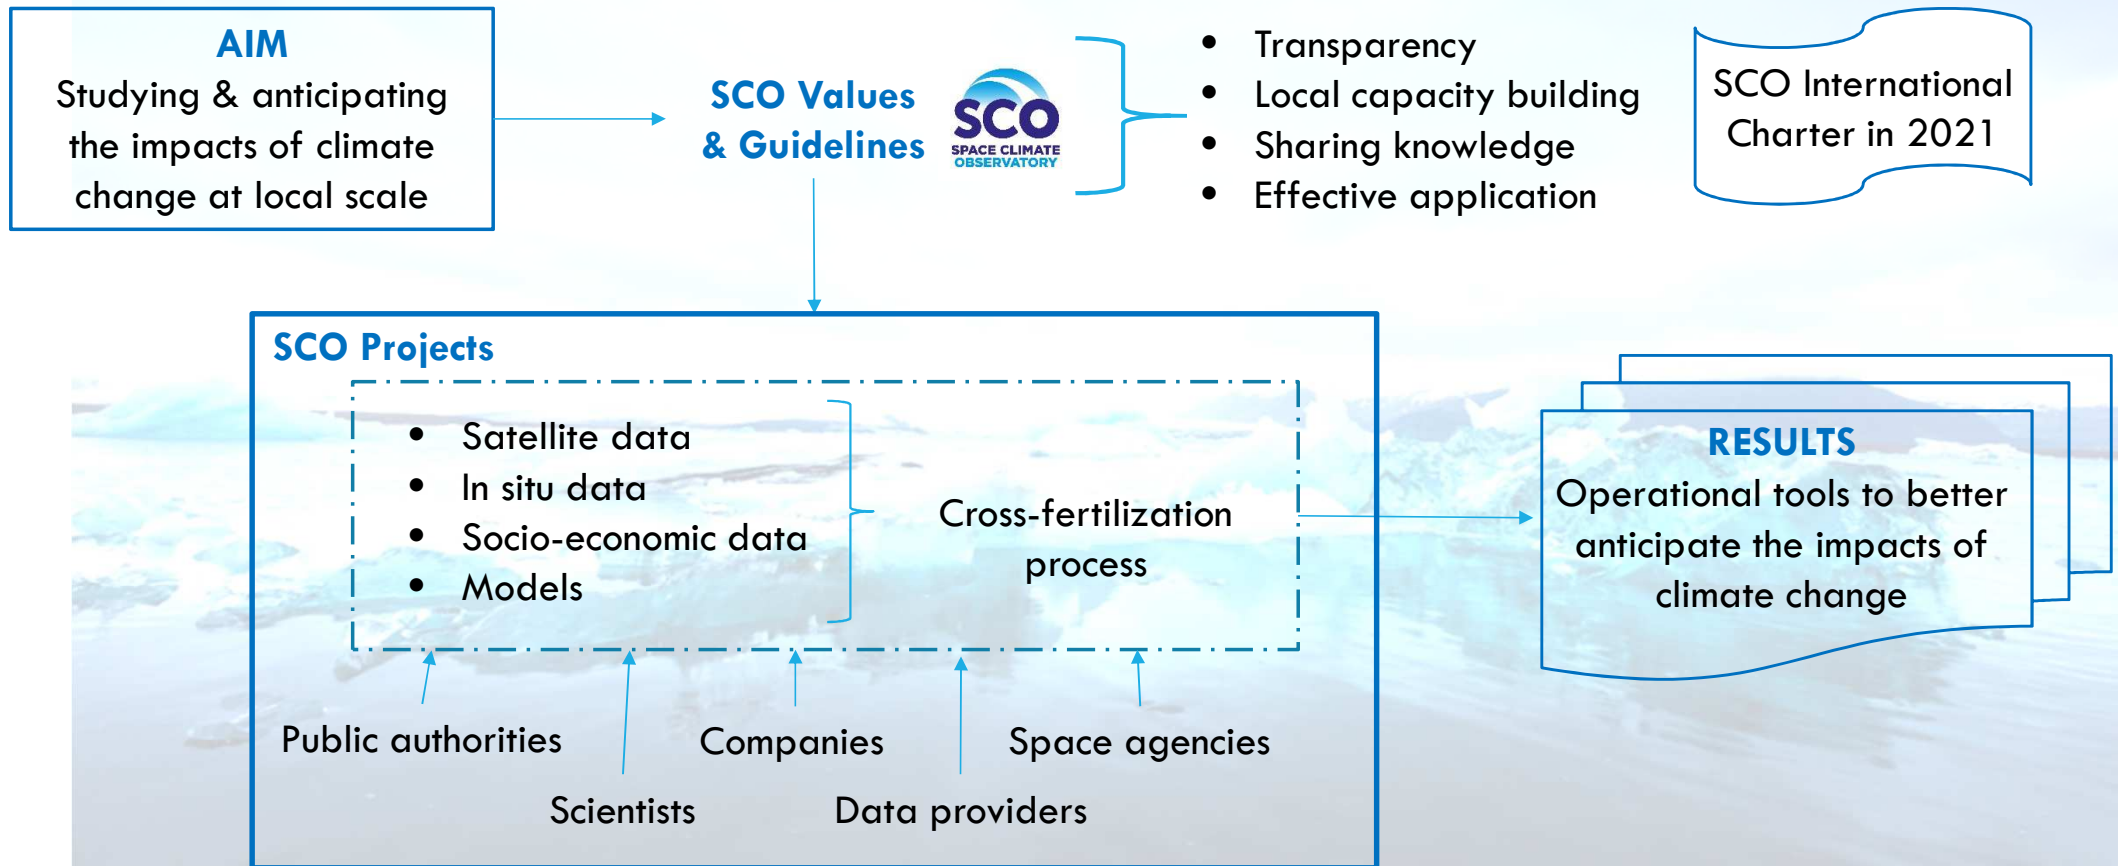 AIM
Studying & anticipating
the impacts of climate
change at local scale
SCO Values
& Guidelines
SCO
SPACE CLIMATE
OBSERVATORY
• Transparency
• Local capacity building
• Sharing knowledge
• Effective application
SCO International
Charter in 2021
SCO Projects
• Satellite data
• In situ data
• Socio-economic data
• Models
Cross-fertilization
process
Public authorities
Scientists
Companies
Data providers
Space agencies
RESULTS
Operational tools to better
anticipate the impacts of
climate change